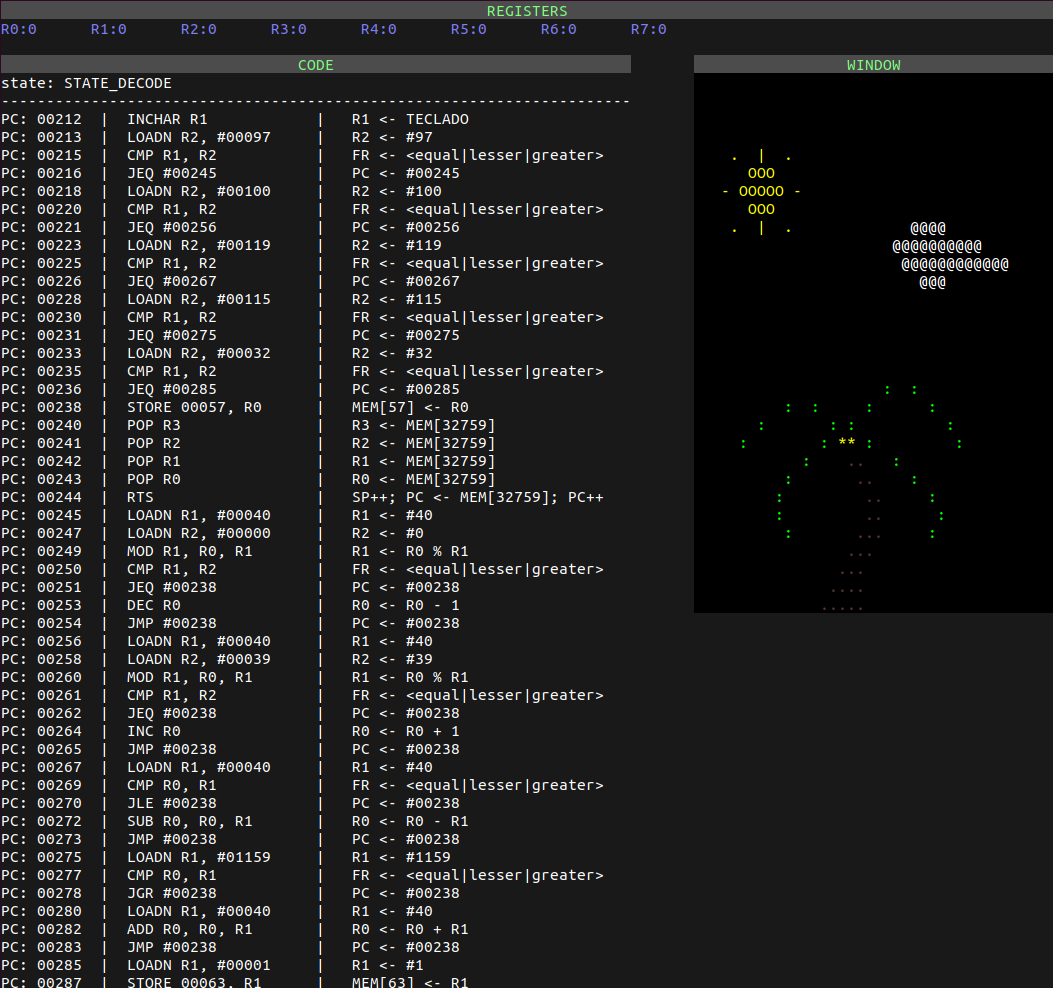 REGISTERS
R0:0 R1:0 R2:0 R3:0 R4:0 R5:0 R6:0 R7:0
CODE
state: STATE_DECODE
----------------------------------------------------------------------
PC: 00212 | INCHAR R1 | R1 <- TECLADO
PC: 00213 | LOADN R2, #00097 | R2 <- #97
PC: 00215 | CMP R1, R2 | FR <- <equal|lesser|greater>
PC: 00216 | JEQ #00245 | PC <- #00245
PC: 00218 | LOADN R2, #00100 | R2 <- #100
PC: 00220 | CMP R1, R2 | FR <- <equal|lesser|greater>
PC: 00221 | JEQ #00256 | PC <- #00256
PC: 00223 | LOADN R2, #00119 | R2 <- #119
PC: 00225 | CMP R1, R2 | FR <- <equal|lesser|greater>
PC: 00226 | JEQ #00267 | PC <- #00267
PC: 00228 | LOADN R2, #00115 | R2 <- #115
PC: 00230 | CMP R1, R2 | FR <- <equal|lesser|greater>
PC: 00231 | JEQ #00275 | PC <- #00275
PC: 00233 | LOADN R2, #00032 | R2 <- #32
PC: 00235 | CMP R1, R2 | FR <- <equal|lesser|greater>
PC: 00236 | JEQ #00285 | PC <- #00285
PC: 00238 | STORE 00057, R0 | MEM[57] <- R0
PC: 00240 | POP R3 | R3 <- MEM[32759]
PC: 00241 | POP R2 | R2 <- MEM[32759]
PC: 00242 | POP R1 | R1 <- MEM[32759]
PC: 00243 | POP R0 | R0 <- MEM[32759]
PC: 00244 | RTS | SP++; PC <- MEM[32759]; PC++
PC: 00245 | LOADN R1, #00040 | R1 <- #40
PC: 00247 | LOADN R2, #00000 | R2 <- #0
PC: 00249 | MOD R1, R0, R1 | R1 <- R0 % R1
PC: 00250 | CMP R1, R2 | FR <- <equal|lesser|greater>
PC: 00251 | JEQ #00238 | PC <- #00238
PC: 00253 | DEC R0 | R0 <- R0 - 1
PC: 00254 | JMP #00238 | PC <- #00238
PC: 00256 | LOADN R1, #00040 | R1 <- #40
PC: 00258 | LOADN R2, #00039 | R2 <- #39
PC: 00260 | MOD R1, R0, R1 | R1 <- R0 % R1
PC: 00261 | CMP R1, R2 | FR <- <equal|lesser|greater>
PC: 00262 | JEQ #00238 | PC <- #00238
PC: 00264 | INC R0 | R0 <- R0 + 1
PC: 00265 | JMP #00238 | PC <- #00238
PC: 00267 | LOADN R1, #00040 | R1 <- #40
PC: 00269 | CMP R0, R1 | FR <- <equal|lesser|greater>
PC: 00270 | JLE #00238 | PC <- #00238
PC: 00272 | SUB R0, R0, R1 | R0 <- R0 - R1
PC: 00273 | JMP #00238 | PC <- #00238
PC: 00275 | LOADN R1, #01159 | R1 <- #1159
PC: 00277 | CMP R0, R1 | FR <- <equal|lesser|greater>
PC: 00278 | JGR #00238 | PC <- #00238
PC: 00280 | LOADN R1, #00040 | R1 <- #40
PC: 00282 | ADD R0, R0, R1 | R0 <- R0 + R1
PC: 00283 | JMP #00238 | PC <- #00238
PC: 00285 | LOADN R1, #00001 | R1 <- #1
PC: 00287 | STORE 00063, R1 | MEM[63] <- R1
WINDOW
. | .
OOO
- OOOOO -
OOO
. | .
@@@@
@@@@@@@@@@
@@@@@@@@@@@@
@@@
: :
: : : :
: : : :
: : ** : :
: .. :
: .. :
: .. :
: .. :
: ... :
...
...
....
.....